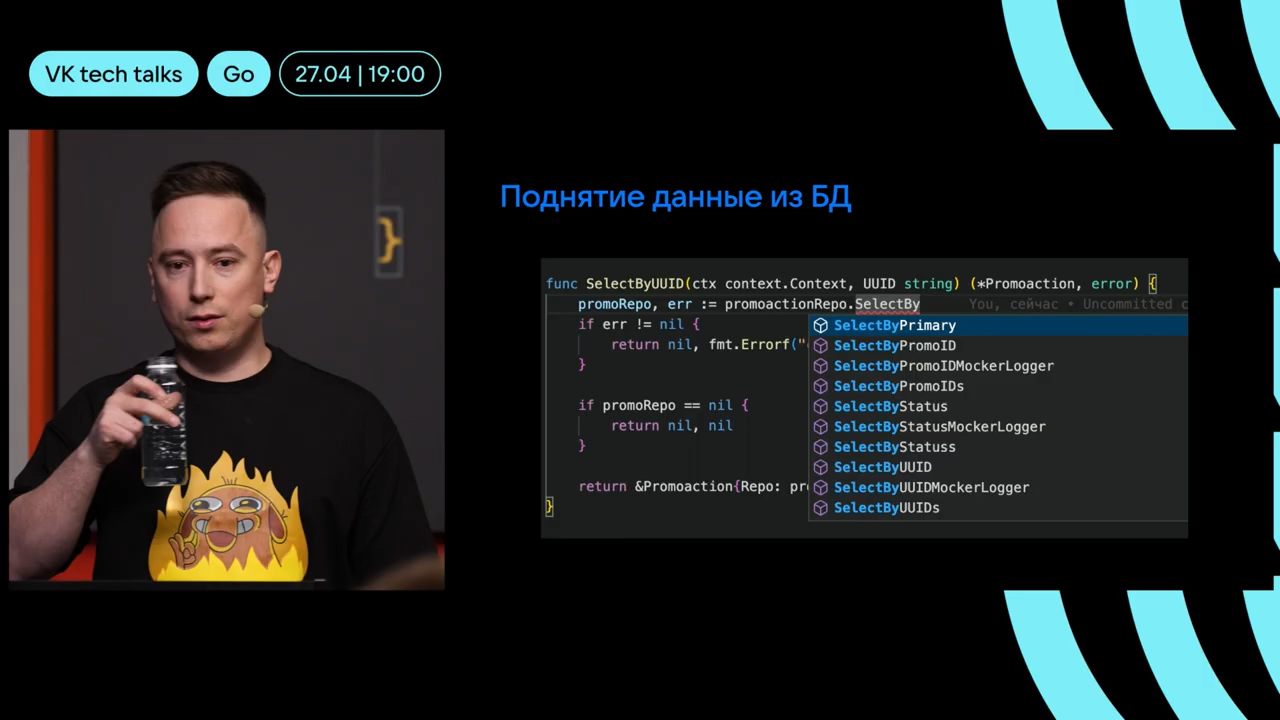 VK tech talks
Go
27.04 | 19:00
}
Поднятие данные из БД
func SelectByUUID(ctx context.Context, UUID string) (*Promoaction, error) {
promoRepo, err := promoactionRepo.SelectBy You, сейчас • Uncommitted c
if err != nil {
return nil, fmt.Errorf("
}
if promoRepo == nil {
return nil, nil
}
return &Promoaction{Repo: pr
}
SelectByPrimary
SelectByPromoID
SelectByPromoIDMockerLogger
SelectByPromoIDs
SelectByStatus
SelectByStatusMockerLogger
SelectByStatuss
SelectByUUID
SelectByUUIDMockerLogger
SelectByUUIDs